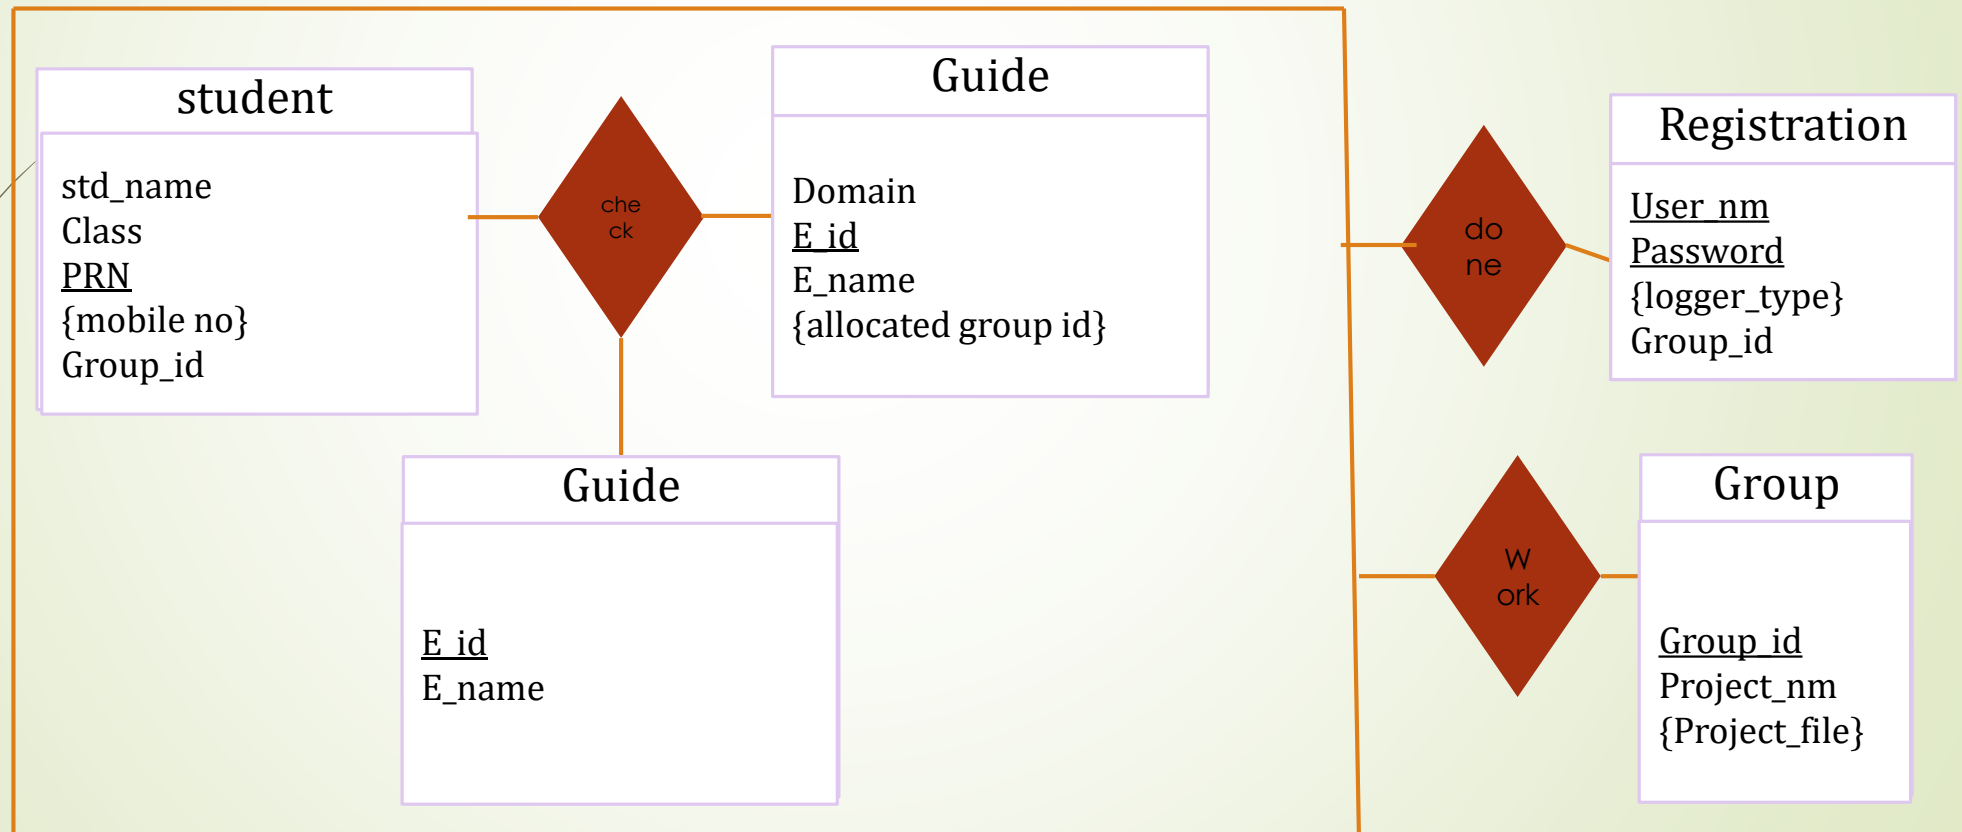 student
std_name
Class
PRN
{mobile no}
Group_id
che
ck
Guide
Domain
E_id
E_name
{allocated group id}
Guide
E_id
E_name
do
ne
Registration
User_nm
Password
{logger_type}
Group_id
W
ork
Group
Group_id
Project_nm
{Project_file}